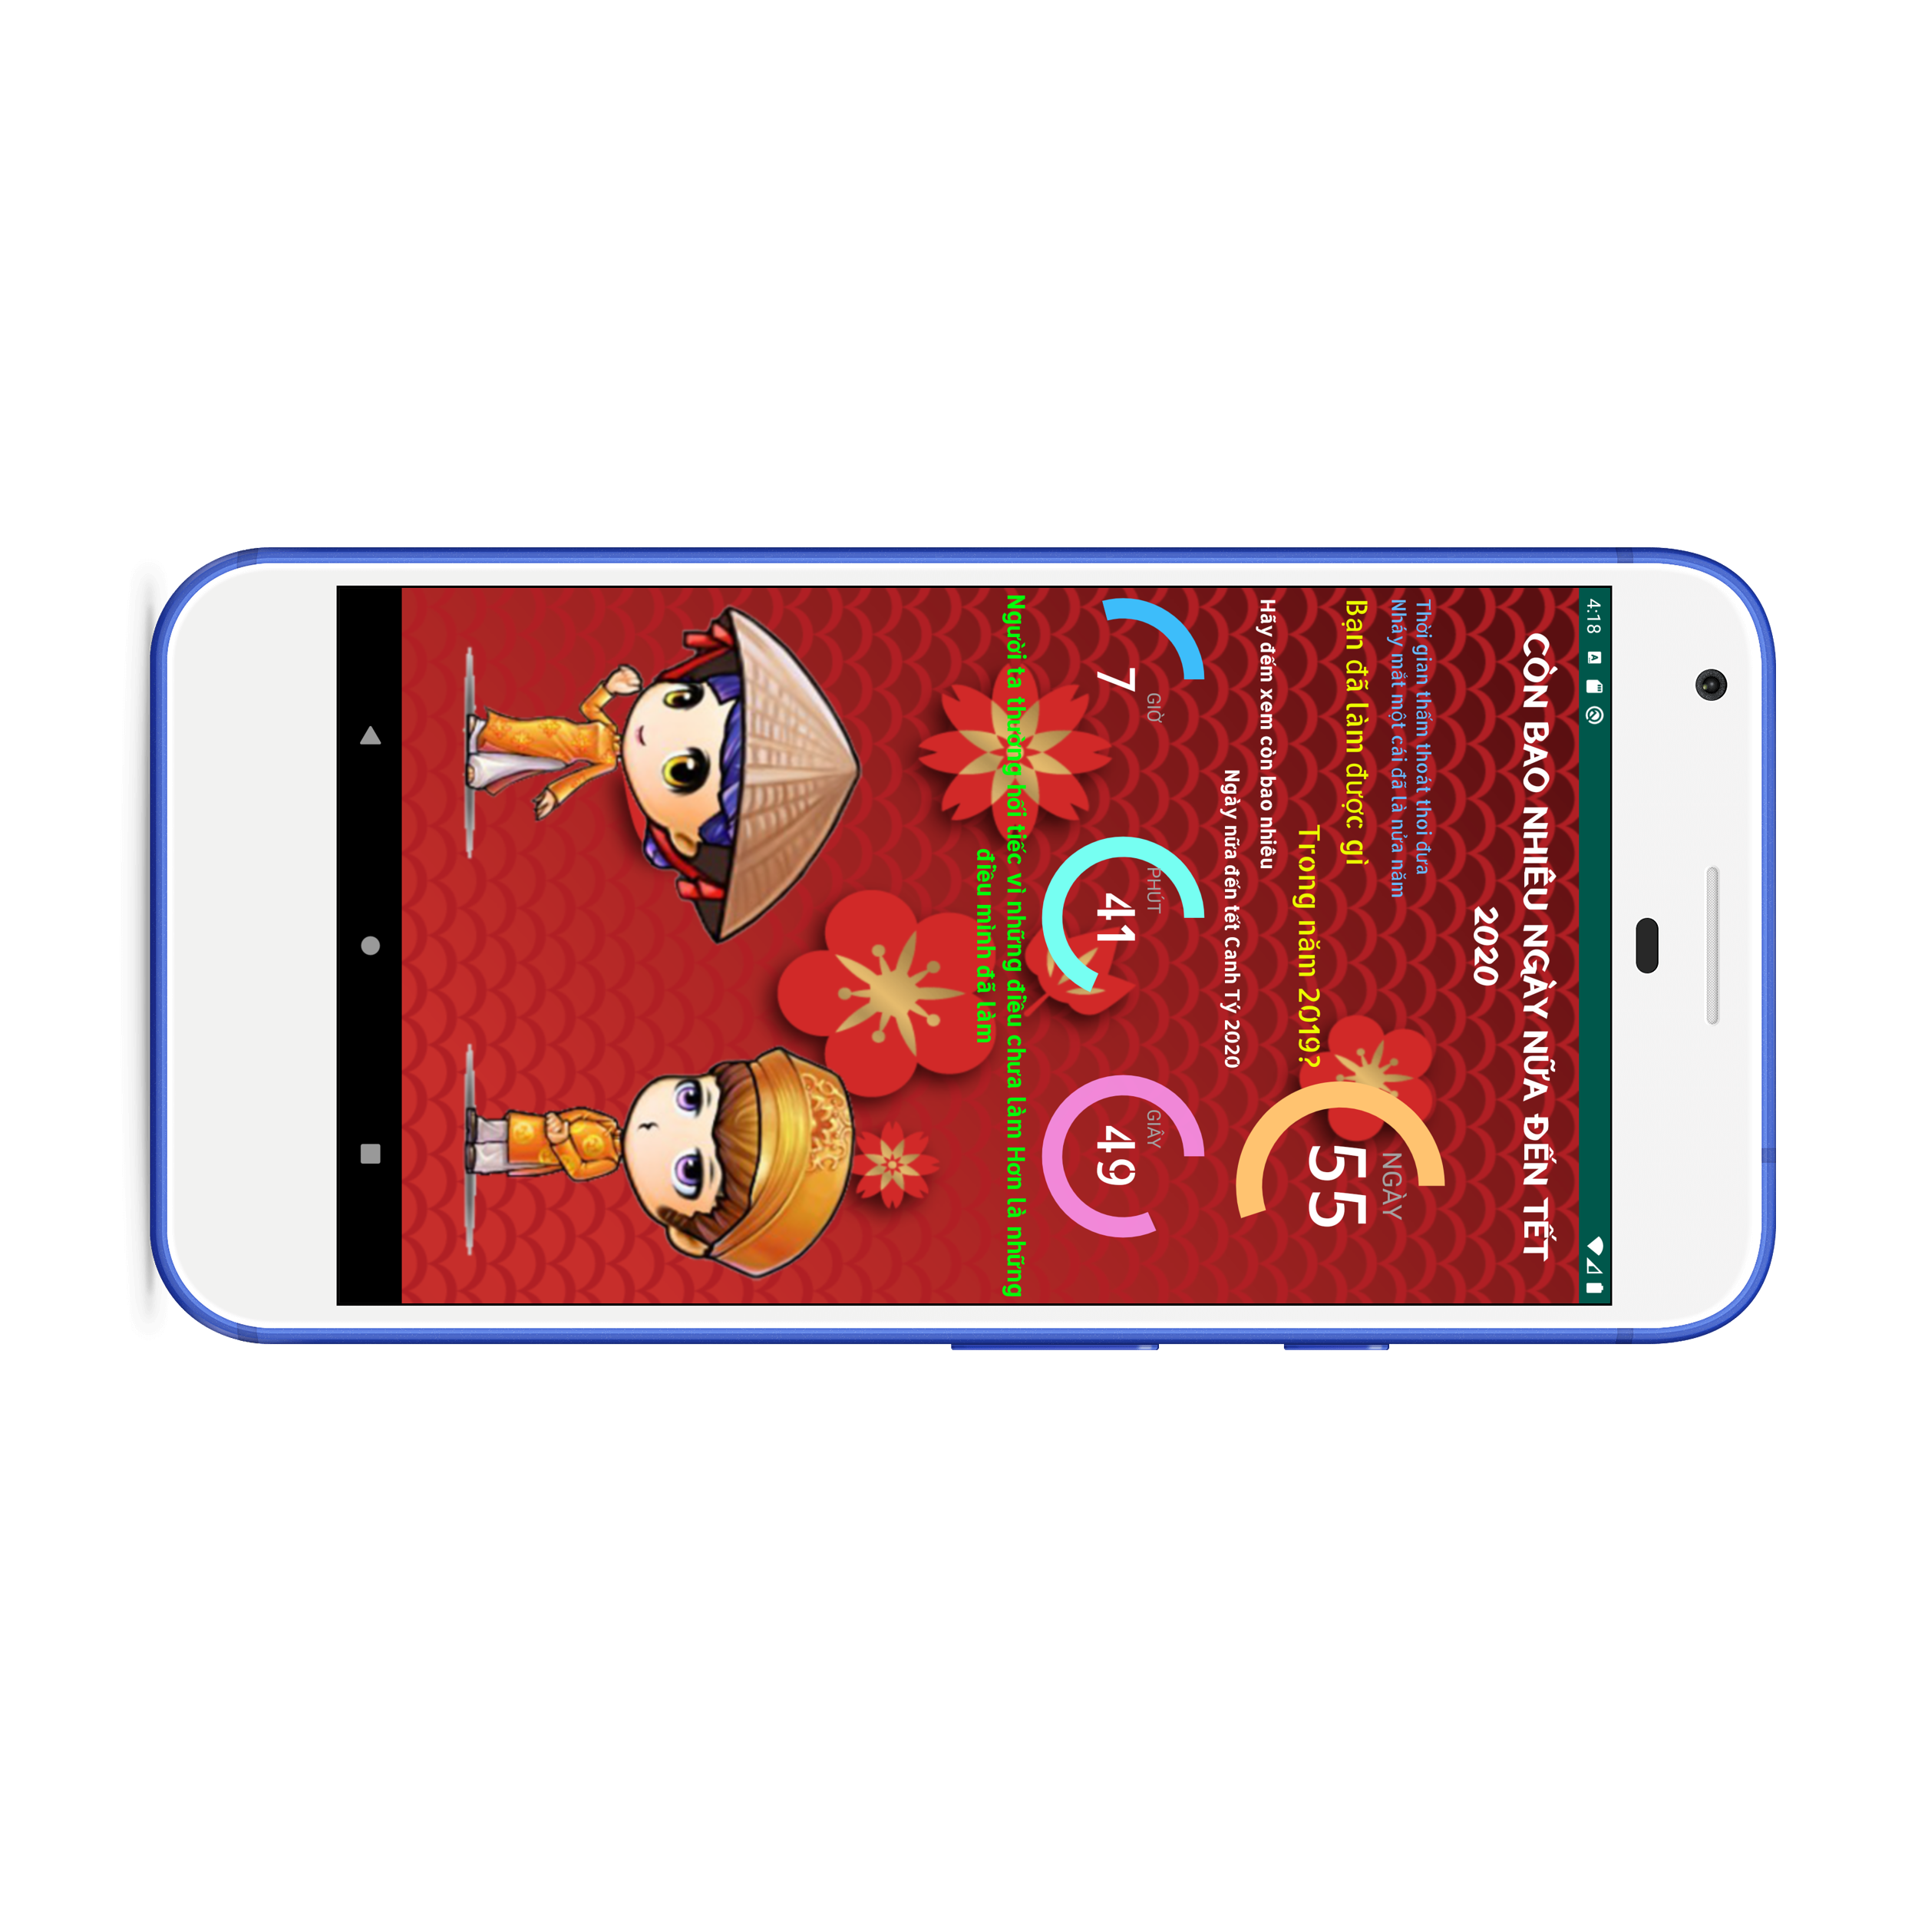 4:18
CÒN BAO NHIÊU NGÀY NỮA ĐẾN TẾT
2020
Thời gian thấm thoát thoi đưa
Nháy mắt một cái đã là nửa năm
Bạn đã làm được gì
Trong năm 2019?
NGÀY
55
Hãy đếm xem còn bao nhiêu
Ngày nữa đến tết Canh Tý 2020
GIỜ
7
PHÚT
41
GIÂY
49
Người ta thường hối tiếc vì những điều chưa làm Hơn là những
điều mình đã làm